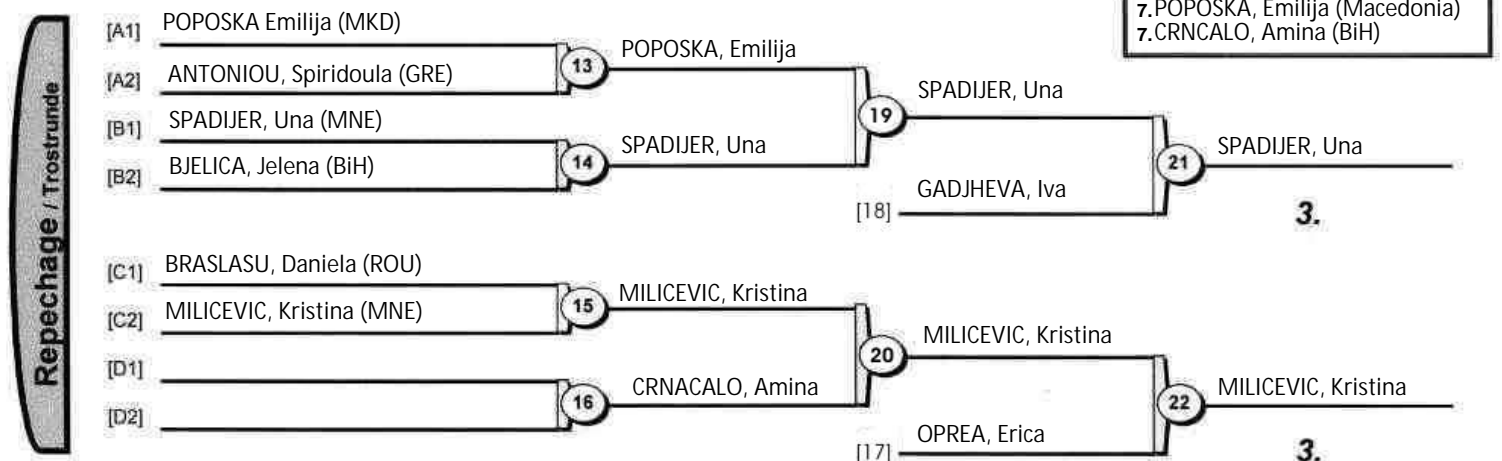 7. POPOSKA, Emilija (Macedonia)
7. CRNCALO, Amina (BiH)
Repechage / Trostrunde
[A1] POPOSKA Emilija (MKD)
[A2] ANTONIOU, Spiridoula (GRE)
13 POPOSKA, Emilija
[B1] SPADIJER, Una (MNE)
[B2] BJELICA, Jelena (BiH)
14 SPADIJER, Una
19 SPADIJER, Una
[18] GADJHEVA, Iva
21 SPADIJER, Una
3.
[C1] BRASLASU, Daniela (ROU)
[C2] MILICEVIC, Kristina (MNE)
15 MILICEVIC, Kristina
[D1]
[D2]
16 CRNACALO, Amina
20 MILICEVIC, Kristina
[17] OPREA, Erica
22 MILICEVIC, Kristina
3.